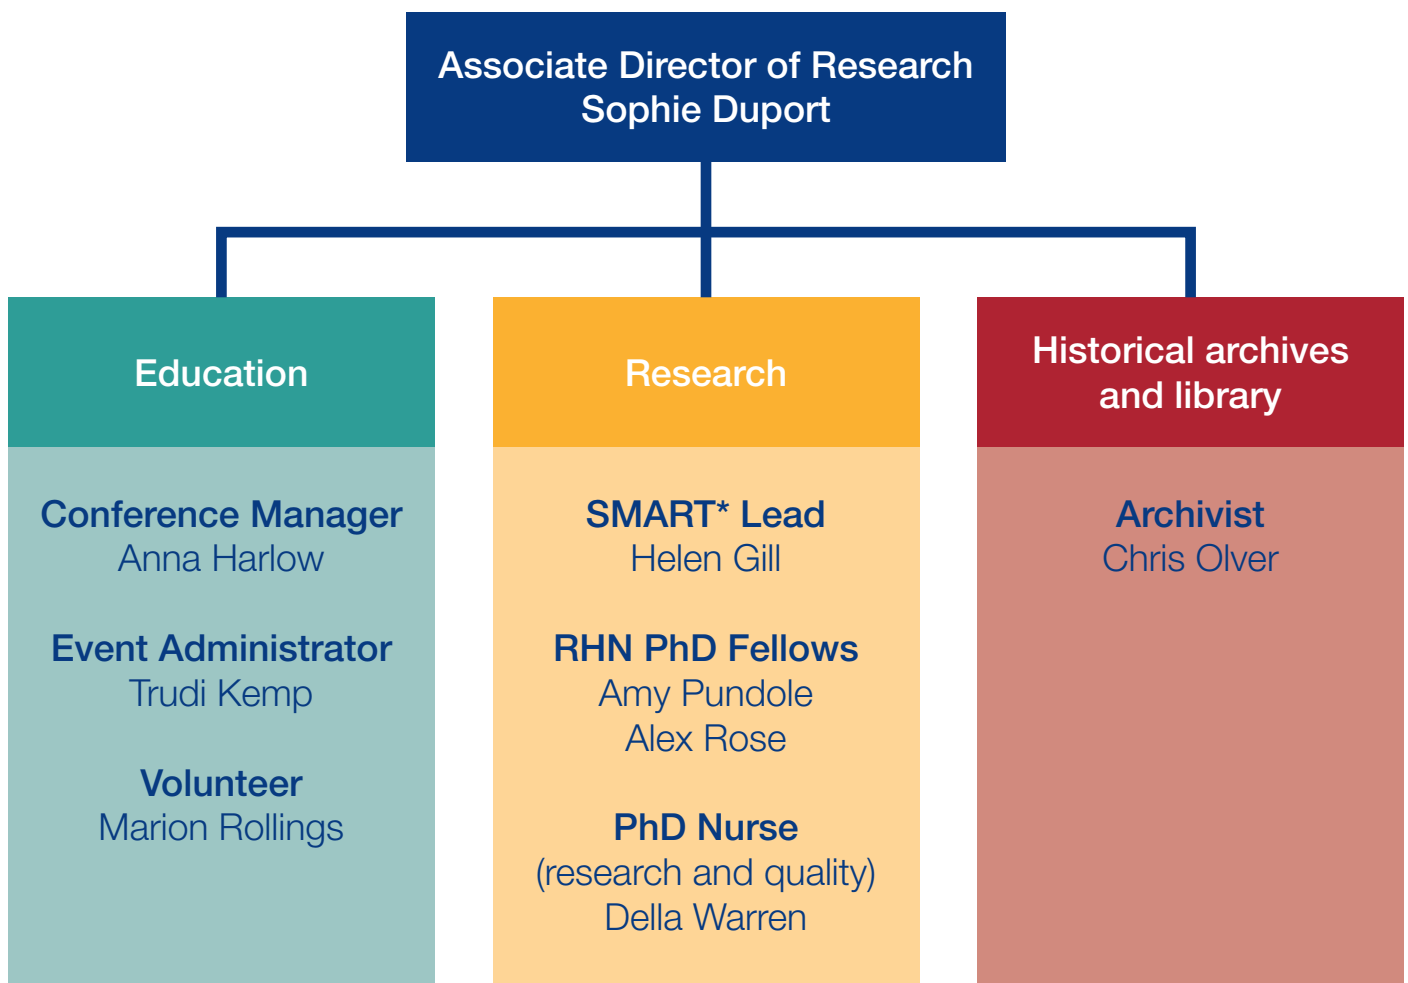 Associate Director of Research
Sophie Duport
Education
Conference Manager
Anna Harlow
Event Administrator
Trudi Kemp
Volunteer
Marion Rollings
Research
SMART* Lead
Helen Gill
RHN PhD Fellows
Amy Pundole
Alex Rose
PhD Nurse
(research and quality)
Della Warren
Historical archives
and library
Archivist
Chris Olver